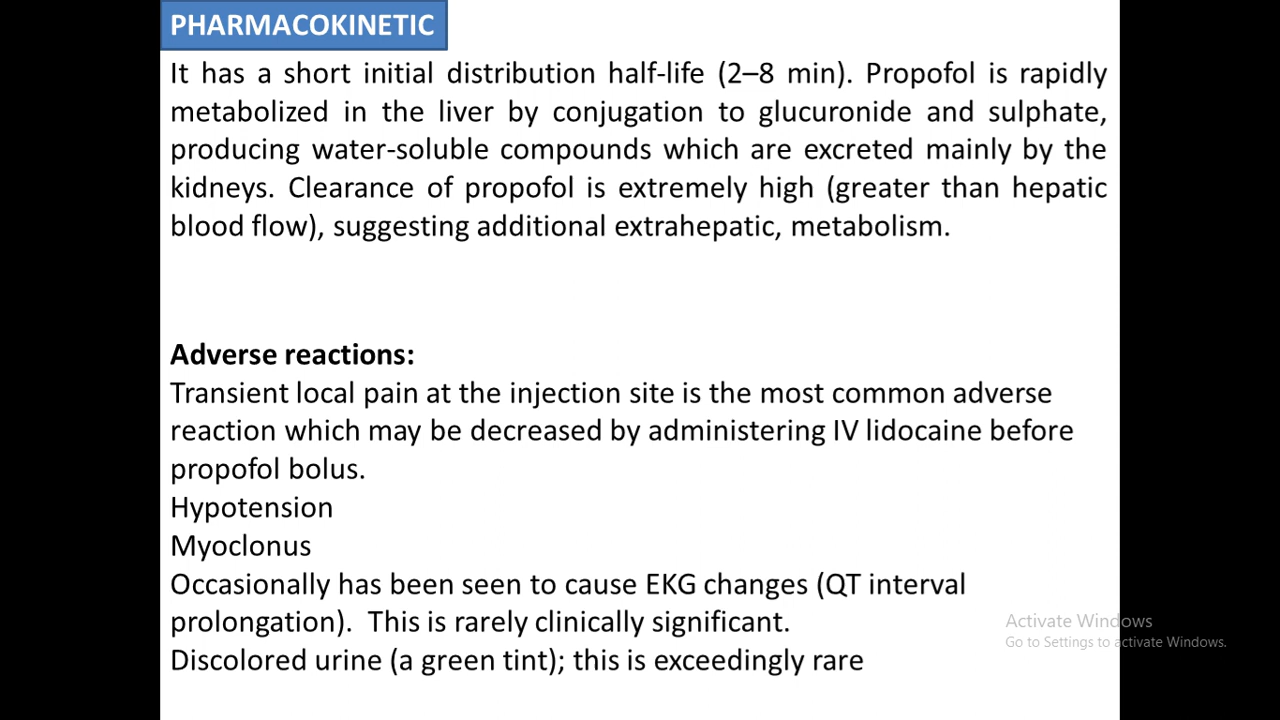 PHARMACOKINETIC
It has a short initial distribution half-life (2–8 min). Propofol is rapidly
metabolized in the liver by conjugation to glucuronide and sulphate,
producing water-soluble compounds which are excreted mainly by the
kidneys. Clearance of propofol is extremely high (greater than hepatic
blood flow), suggesting additional extrahepatic, metabolism.
Adverse reactions:
Transient local pain at the injection site is the most common adverse
reaction which may be decreased by administering IV lidocaine before
propofol bolus.
Hypotension
Myoclonus
Occasionally has been seen to cause EKG changes (QT interval
prolongation).  This is rarely clinically significant.
Discolored urine (a green tint); this is exceedingly rare
Activate Windows
Go to Settings to activate Windows.